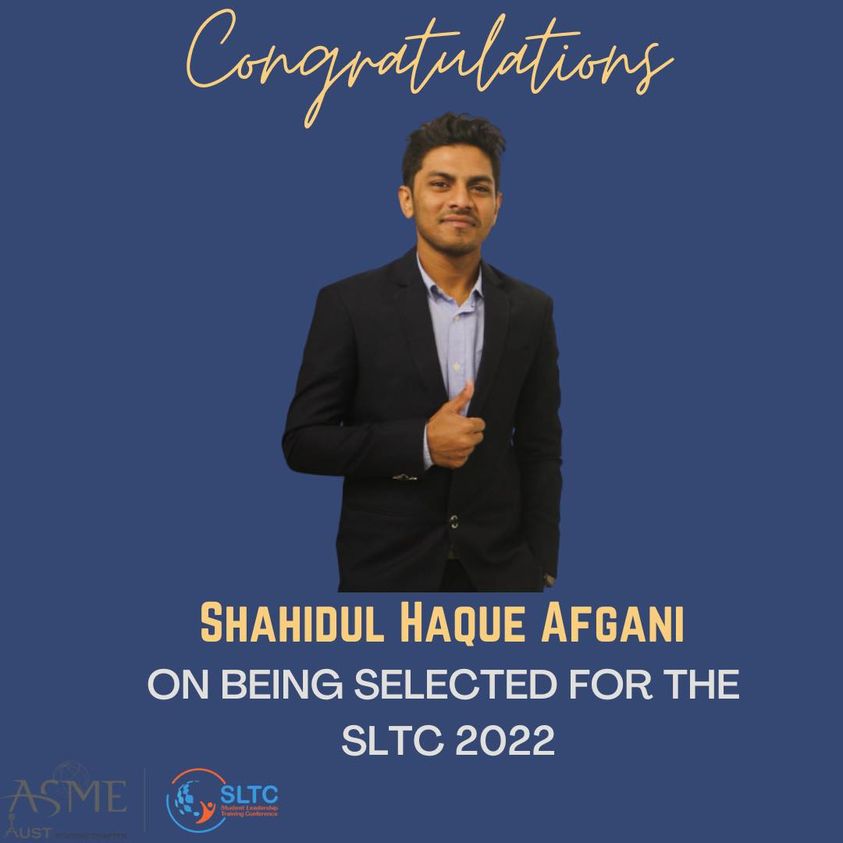 Congratulations
SHAHIDUL HAQUE AFGANI
ON BEING SELECTED FOR THE
SLTC 2022
ASME
AUST
SLTC
Student Leadership
Training Conference